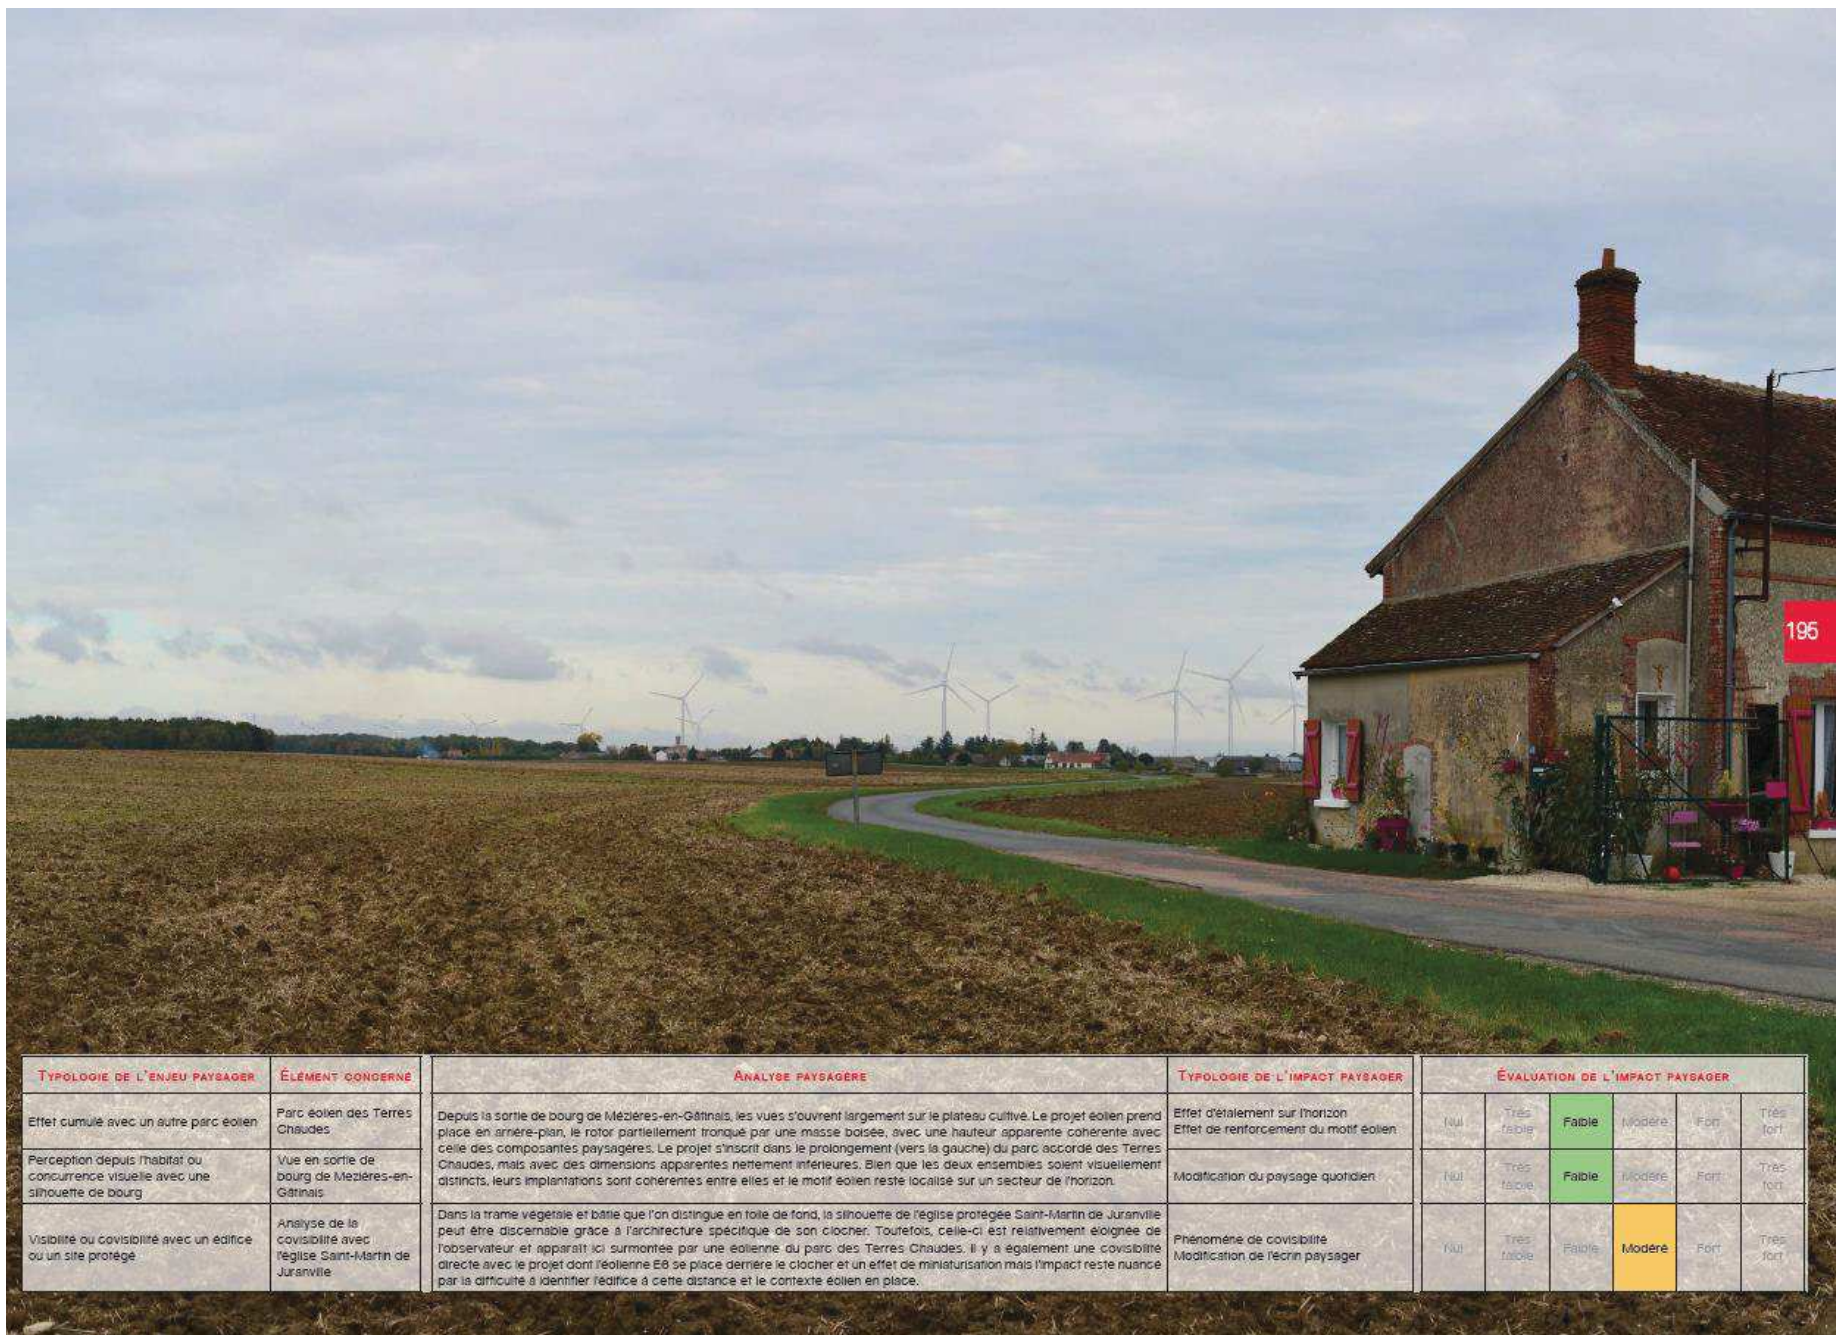 195
TYPOLOGIE DE L'ENJEU PAYSAGER
ÉLÉMENT CONCERNÉ
ANALYSE PAYSAGÈRE
TYPOLOGIE DE L'IMPACT PAYSAGER
ÉVALUATION DE L'IMPACT PAYSAGER
Effet cumulé avec un autre parc éolien
Parc éolien des Terres
Chaudes
Depuis la sortie de bourg de Mézières-en-Gâtinais, les vues s'ouvrent largement sur le plateau cultivé. Le projet éolien prend
place en arrière-plan, le rotor partiellement tronqué par une masse boisée, avec une hauteur apparente cohérente avec
celle des composantes paysagères. Le projet s'inscrit dans le prolongement (vers la gauche) du parc accordé des Terres
Chaudes, mais avec des dimensions apparentes nettement inférieures. Bien que les deux ensembles soient visuellement
distincts, leurs implantations sont cohérentes entre elles et le motif éolien reste localisé sur un secteur de l'horizon.
Effet d'étalement sur l'horizon
Effet de renforcement du motif éolien
Nul
Très
faible
Faible
Modéré
Fort
Très
fort
Perception depuis l'habitat ou
concurrence visuelle avec une
silhouette de bourg
Vue en sortie de
bourg de Mézières-en-
Gâtinais
Modification du paysage quotidien
Nul
Très
faible
Faible
Modéré
Fort
Très
fort
Visibilité ou covisibilité avec un édifice
ou un site protégé
Analyse de la
covisibilité avec
l'église Saint-Martin de
Juranville
Dans la trame végétale et bâtie que l'on distingue en toile de fond, la silhouette de l'église protégée Saint-Martin de Juranville
peut être discernable grâce à l'architecture spécifique de son clocher. Toutefois, celle-ci est relativement éloignée de
l'observateur et apparaît ici surmontée par une éolienne du parc des Terres Chaudes. Il y a également une covisibilité
directe avec le projet dont l'éolienne E6 se place derrière le clocher et un effet de miniaturisation mais l'impact reste nuancé
par la difficulté à identifier l'édifice à cette distance et le contexte éolien en place.
Phénomène de covisibilité
Modification de l'écrin paysager
Nul
Très
faible
Faible
Modéré
Fort
Très
fort